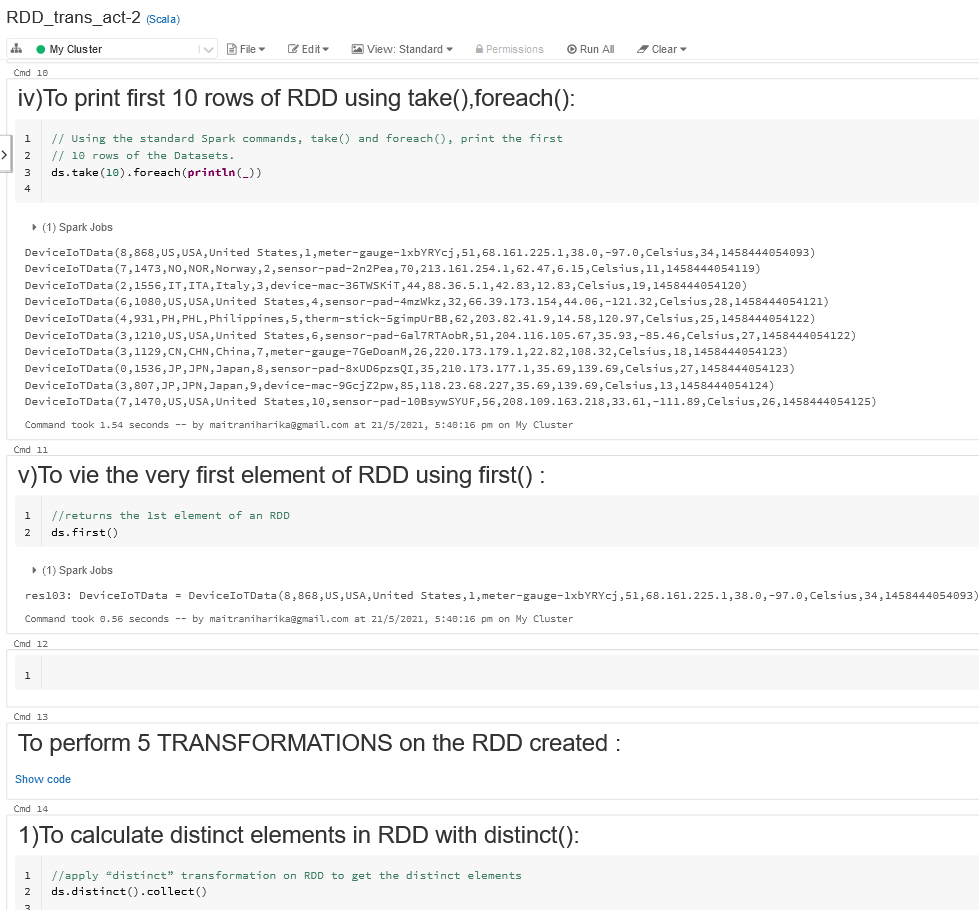 RDD_trans_act-2 (Scala)
My Cluster File Edit View: Standard Permissions Run All Clear
Cmd 10
iv)To print first 10 rows of RDD using take(),foreach():
1 // Using the standard Spark commands, take() and foreach(), print the first
2 // 10 rows of the Datasets.
3 ds.take(10).foreach(println(_))
4
(1) Spark Jobs
DeviceIoTData(8,868,US,USA,United States,1,meter-gauge-1xbYRYcj,51,68.161.225.1,38.0,-97.0,Celsius,34,1458444054093)
DeviceIoTData(7,1473,NO,NOR,Norway,2,sensor-pad-2n2Pea,70,213.161.254.1,62.47,6.15,Celsius,11,1458444054119)
DeviceIoTData(2,1556,IT,ITA,Italy,3,device-mac-36TWSKiT,44,88.36.5.1,42.83,12.83,Celsius,19,1458444054120)
DeviceIoTData(6,1080,US,USA,United States,4,sensor-pad-4mzWkz,32,66.39.173.154,44.06,-121.32,Celsius,28,1458444054121)
DeviceIoTData(4,931,PH,PHL,Philippines,5,therm-stick-5gimpUrBB,62,203.82.41.9,14.58,120.97,Celsius,25,1458444054122)
DeviceIoTData(3,1210,US,USA,United States,6,sensor-pad-6al7RTAobR,51,204.116.105.67,35.93,-85.46,Celsius,27,1458444054122)
DeviceIoTData(3,1129,CN,CHN,China,7,meter-gauge-7GeDoanM,26,220.173.179.1,22.82,108.32,Celsius,18,1458444054123)
DeviceIoTData(0,1536,JP,JPN,Japan,8,sensor-pad-8xUD6pzsQI,35,210.173.177.1,35.69,139.69,Celsius,27,1458444054123)
DeviceIoTData(3,807,JP,JPN,Japan,9,device-mac-9GcjZ2pw,85,118.23.68.227,35.69,139.69,Celsius,13,1458444054124)
DeviceIoTData(7,1470,US,USA,United States,10,sensor-pad-10BsywSYUF,56,208.109.163.218,33.61,-111.89,Celsius,26,1458444054125)
Command took 1.54 seconds -- by maitraniharika@gmail.com at 21/5/2021, 5:40:16 pm on My Cluster
Cmd 11
v)To vie the very first element of RDD using first() :
1 //returns the 1st element of an RDD
2 ds.first()
(1) Spark Jobs
res103: DeviceIoTData = DeviceIoTData(8,868,US,USA,United States,1,meter-gauge-1xbYRYcj,51,68.161.225.1,38.0,-97.0,Celsius,34,1458444054093)
Command took 0.56 seconds -- by maitraniharika@gmail.com at 21/5/2021, 5:40:16 pm on My Cluster
Cmd 12
1
Cmd 13
To perform 5 TRANSFORMATIONS on the RDD created :
Show code
Cmd 14
1)To calculate distinct elements in RDD with distinct():
1 //apply “distinct” transformation on RDD to get the distinct elements
2 ds.distinct().collect()
3